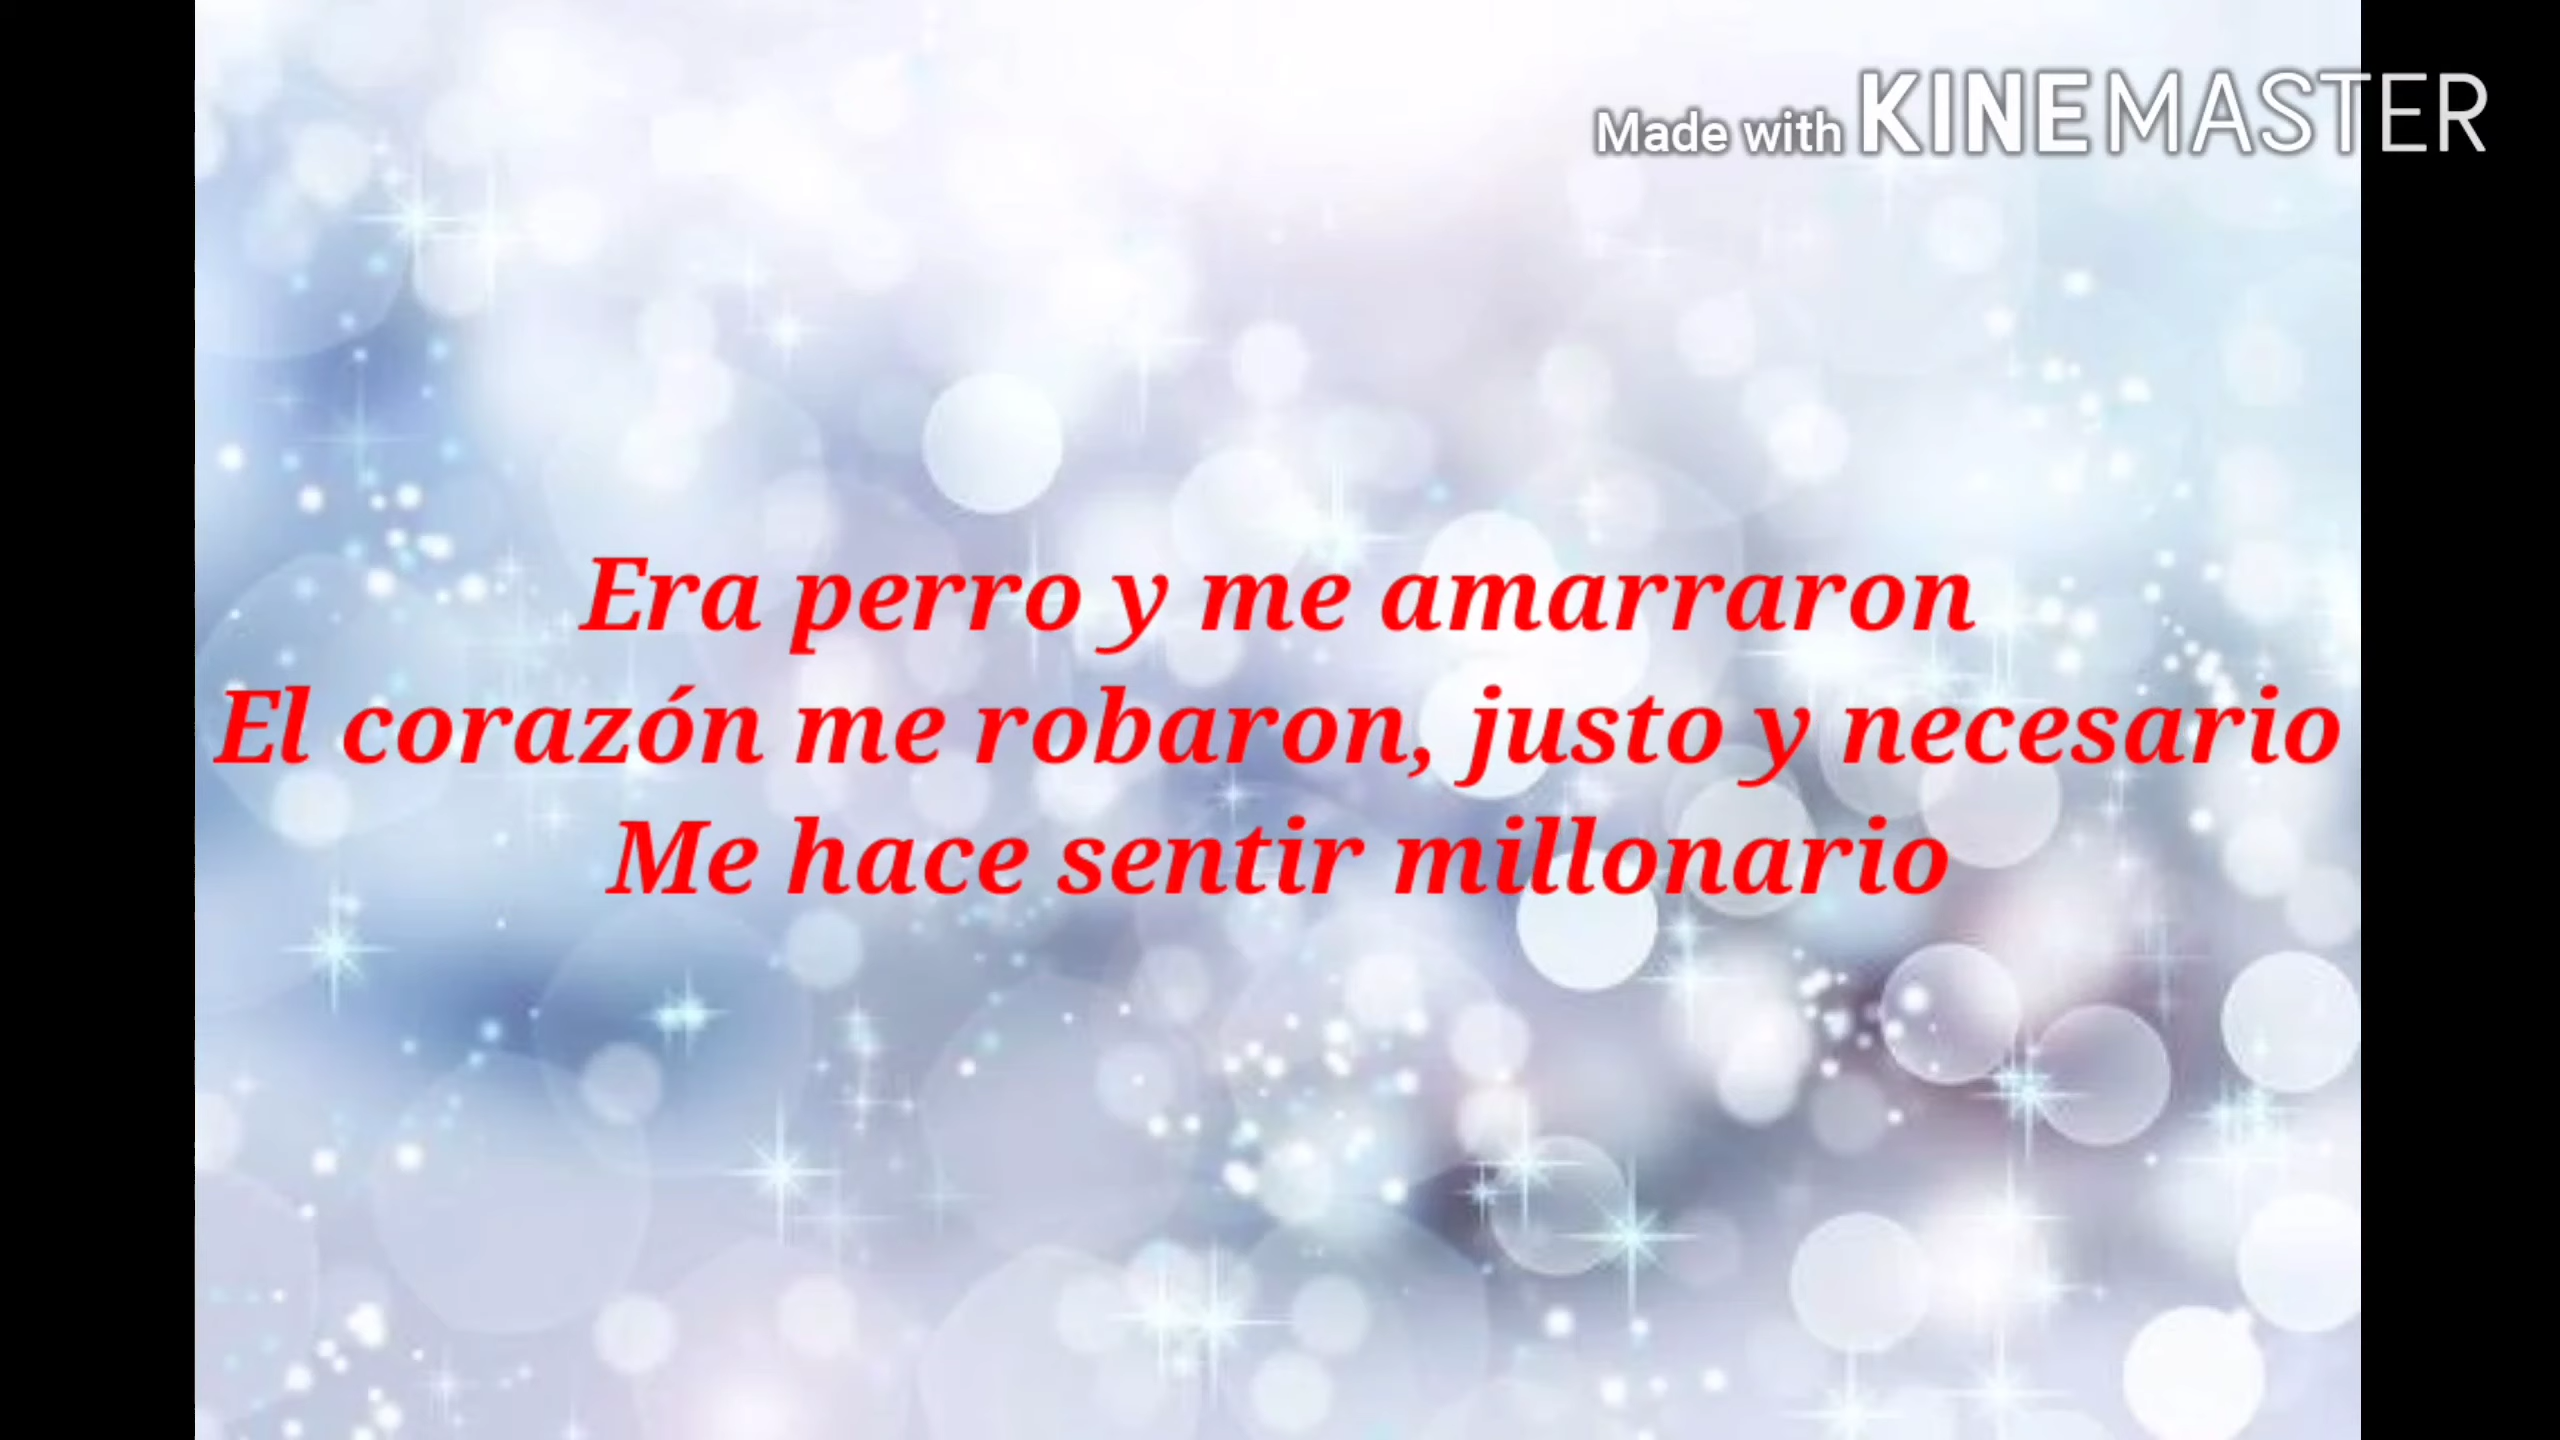 Made with KINEMASTER
Era perro y me amarraron
El corazón me robaron, justo y necesario
Me hace sentir millonario